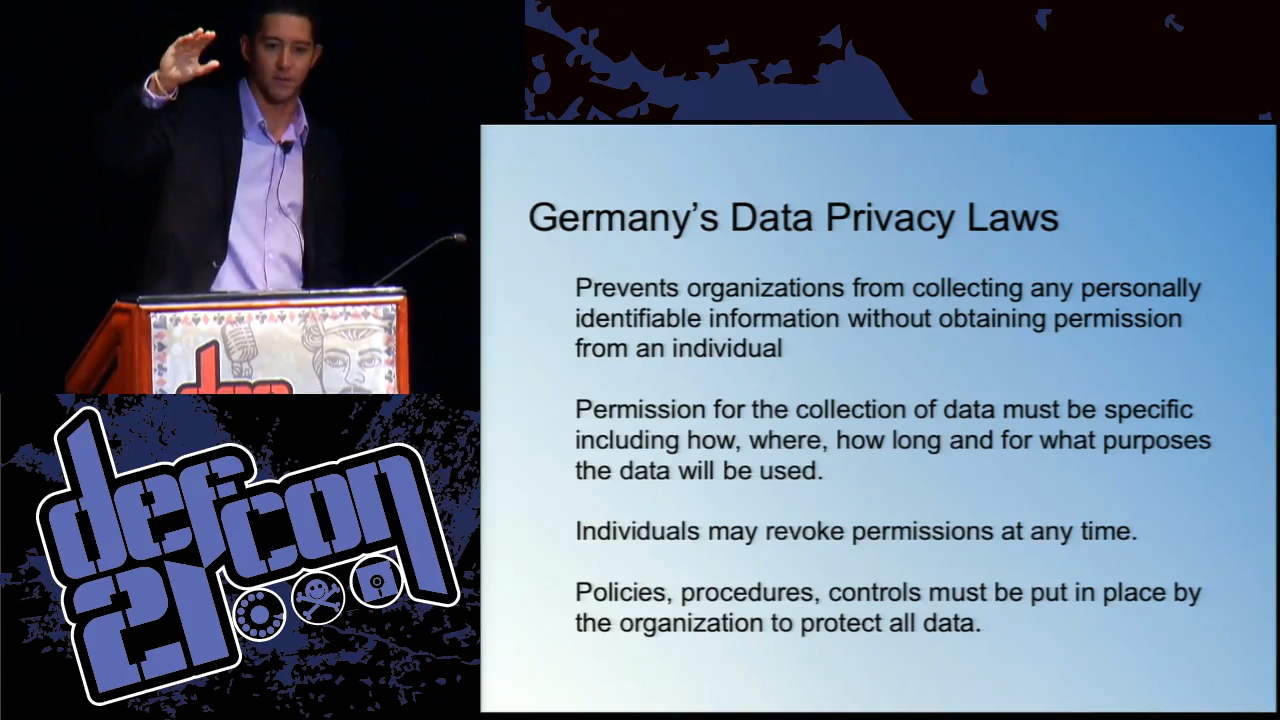 Germany's Data Privacy Laws
Prevents organizations from collecting any personally
identifiable information without obtaining permission
from an individual
Permission for the collection of data must be specific
including how, where, how long and for what purposes
the data will be used.
Individuals may revoke permissions at any time.
Policies, procedures, controls must be put in place by
the organization to protect all data.
defcon
21